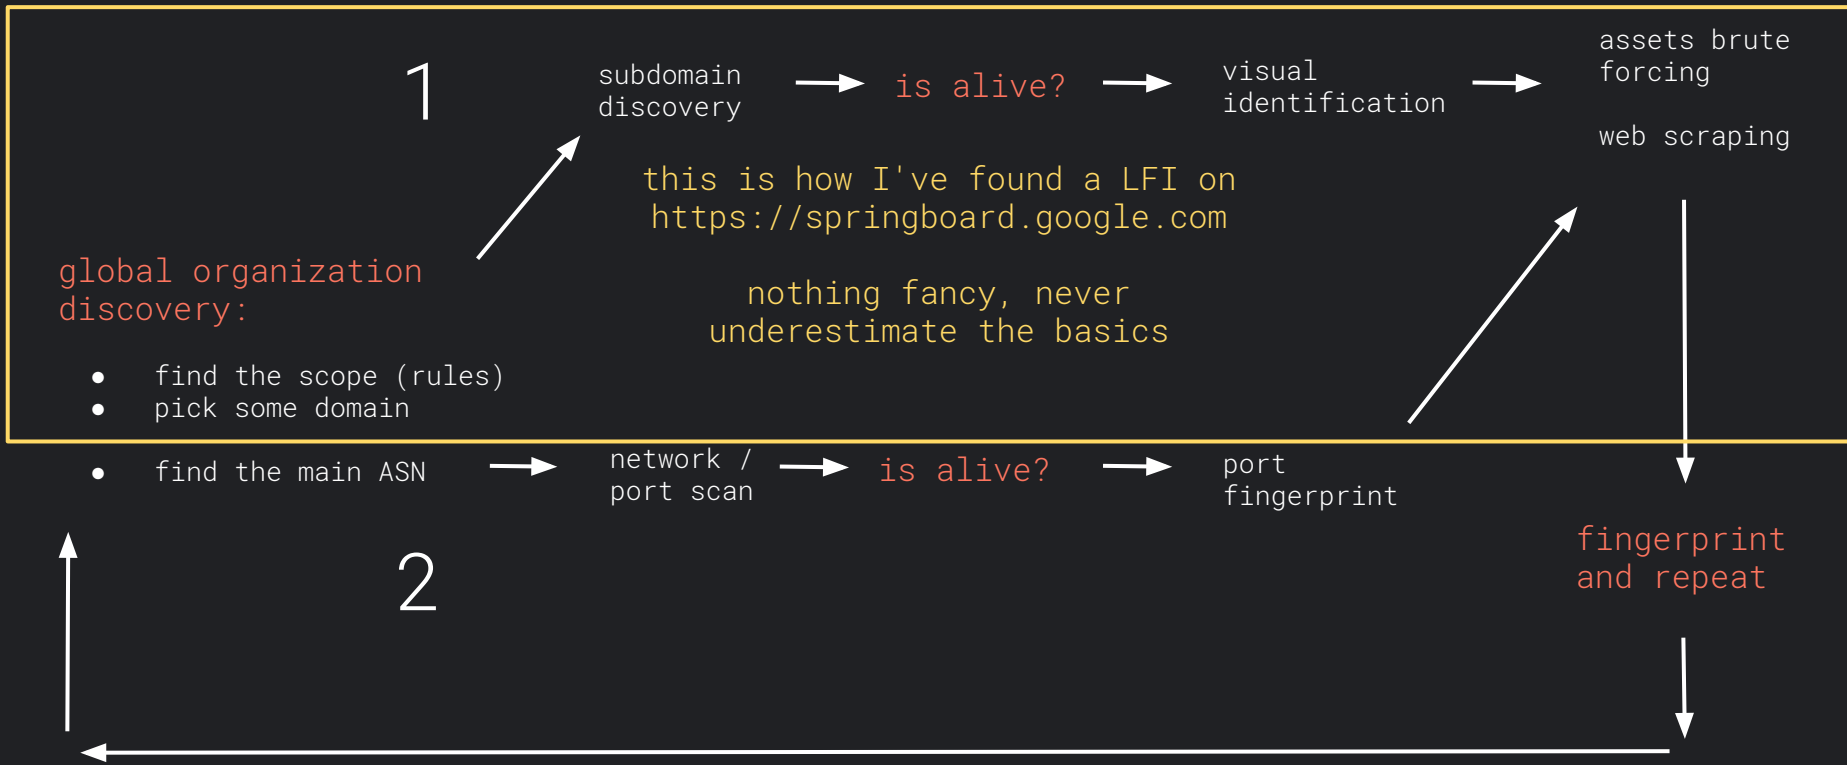 1
subdomain
discovery
is alive?
visual
identification
assets brute
forcing
web scraping
this is how I've found a LFI on
https://springboard.google.com
nothing fancy, never
underestimate the basics
global organization
discovery:
● find the scope (rules)
● pick some domain
● find the main ASN
network /
port scan
is alive?
port
fingerprint
2
fingerprint
and repeat